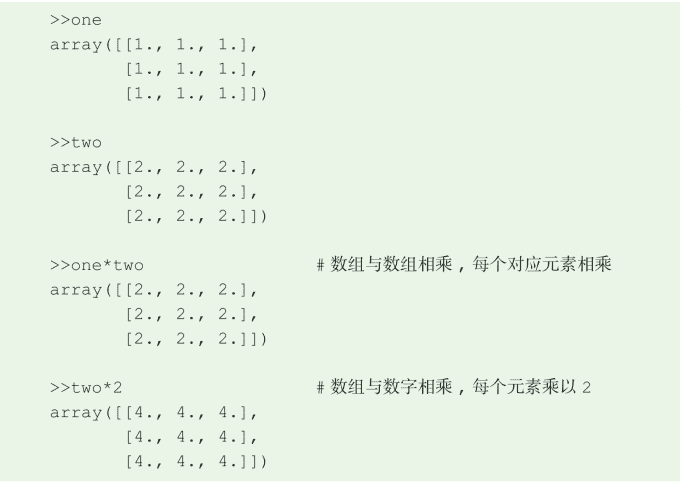 >>one
array([[1., 1., 1.],
       [1., 1., 1.],
       [1., 1., 1.]])
>>two
array([[2., 2., 2.],
       [2., 2., 2.],
       [2., 2., 2.]])
>>one*two                # 数组与数组相乘，每个对应元素相乘
array([[2., 2., 2.],
       [2., 2., 2.],
       [2., 2., 2.]])
>>two*2                  # 数组与数字相乘，每个元素乘以 2
array([[4., 4., 4.],
       [4., 4., 4.],
       [4., 4., 4.]])